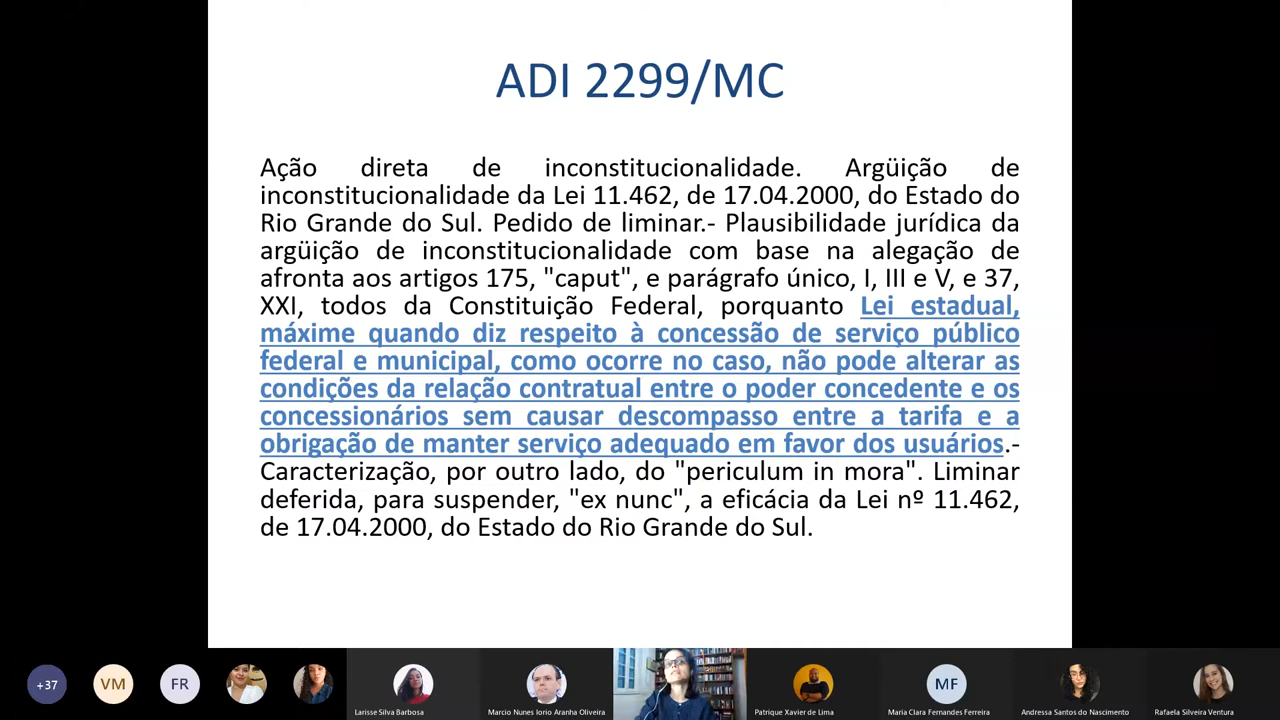 ADI 2299/MC
Ação direta de inconstitucionalidade. Argüição de
inconstitucionalidade da Lei 11.462, de 17.04.2000, do Estado do
Rio Grande do Sul. Pedido de liminar.- Plausibilidade jurídica da
argüição de inconstitucionalidade com base na alegação de
afronta aos artigos 175, "caput", e parágrafo único, I, III e V, e 37,
XXI, todos da Constituição Federal, porquanto Lei estadual,
máxime quando diz respeito à concessão de serviço público
federal e municipal, como ocorre no caso, não pode alterar as
condições da relação contratual entre o poder concedente e os
concessionários sem causar descompasso entre a tarifa e a
obrigação de manter serviço adequado em favor dos usuários.-
Caracterização, por outro lado, do "periculum in mora". Liminar
deferida, para suspender, "ex nunc", a eficácia da Lei nº 11.462,
de 17.04.2000, do Estado do Rio Grande do Sul.
+37
VM
FR
MF
Larisse Silva Barbosa
Marcio Nunes Iorio Aranha Oliveira
Patrique Xavier de Lima
Maria Clara Fernandes Ferreira
Andressa Santos do Nascimento
Rafaela Silveira Ventura